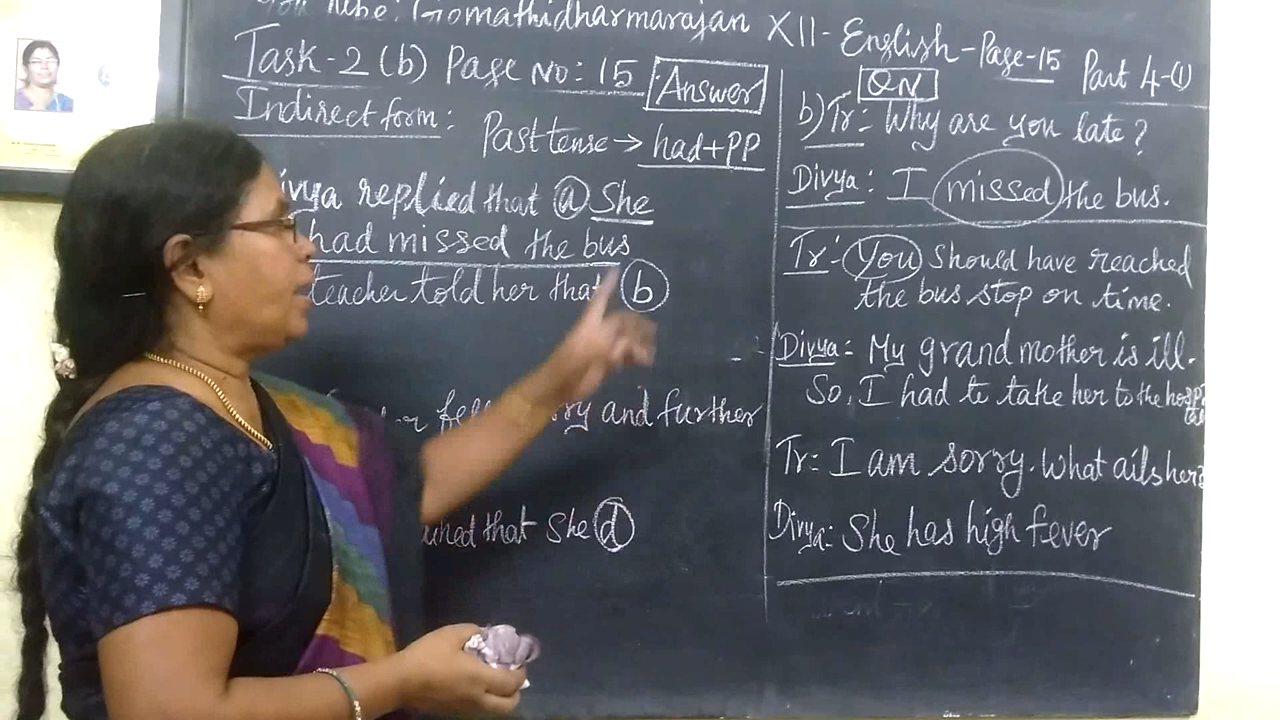 Gomathidharmarajan XII - English - Page-15 Part 4-(1)
Task-2 (b) Page No: 15 Answer
Indirect form: Past tense → had+PP
Divya replied that (a) She
had missed the bus
teacher told her that (b)
and further
that She (d)
QN
b) Tr: Why are you late?
Divya: I missed the bus.
Tr: You should have reached
the bus stop on time.
Divya: My grandmother is ill.
So, I had to take her to the hospital
Tr: I am sorry. What ails her?
Divya: She has high fever